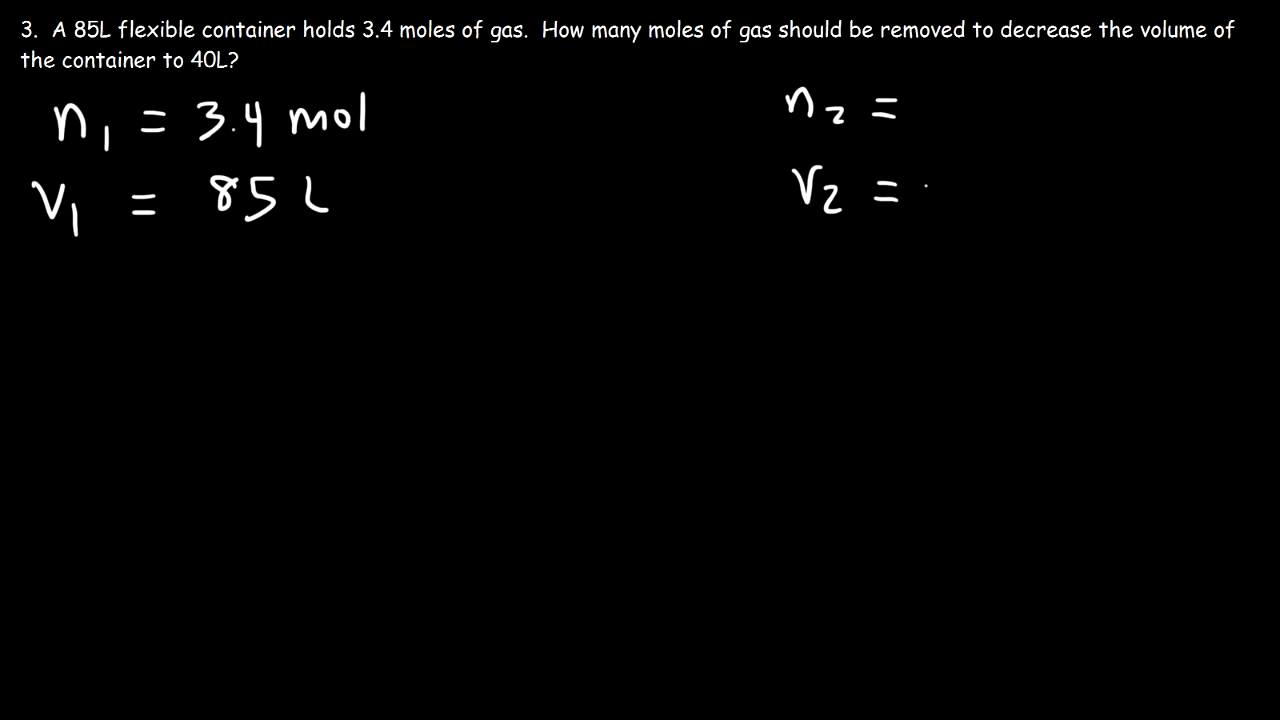 3. A 85L flexible container holds 3.4 moles of gas. How many moles of gas should be removed to decrease the volume of
the container to 40L?
n₁ = 3.4 mol
n₂ =
V₁ = 85 L
V₂ =